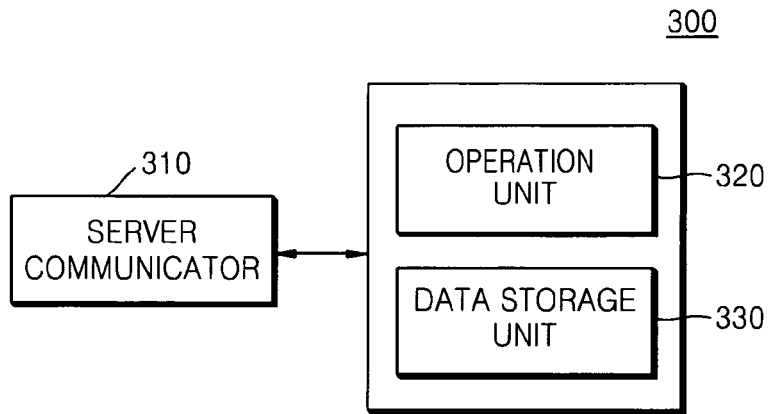 300
310
SERVER
COMMUNICATOR
OPERATION
UNIT
320
DATA STORAGE
UNIT
330